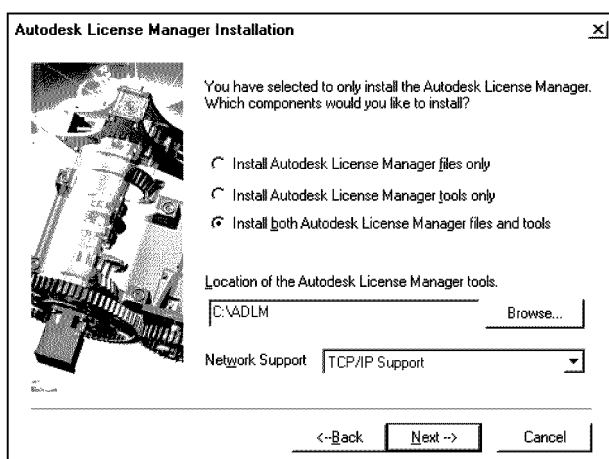 Autodesk License Manager Installation
You have selected to only install the Autodesk License Manager.
Which components would you like to install?
Install Autodesk License Manager files only
Install Autodesk License Manager tools only
Install both Autodesk License Manager files and tools
Location of the Autodesk License Manager tools.
C:\ADLM
Browse...
Network Support TCP/IP Support
<--Back Next --> Cancel